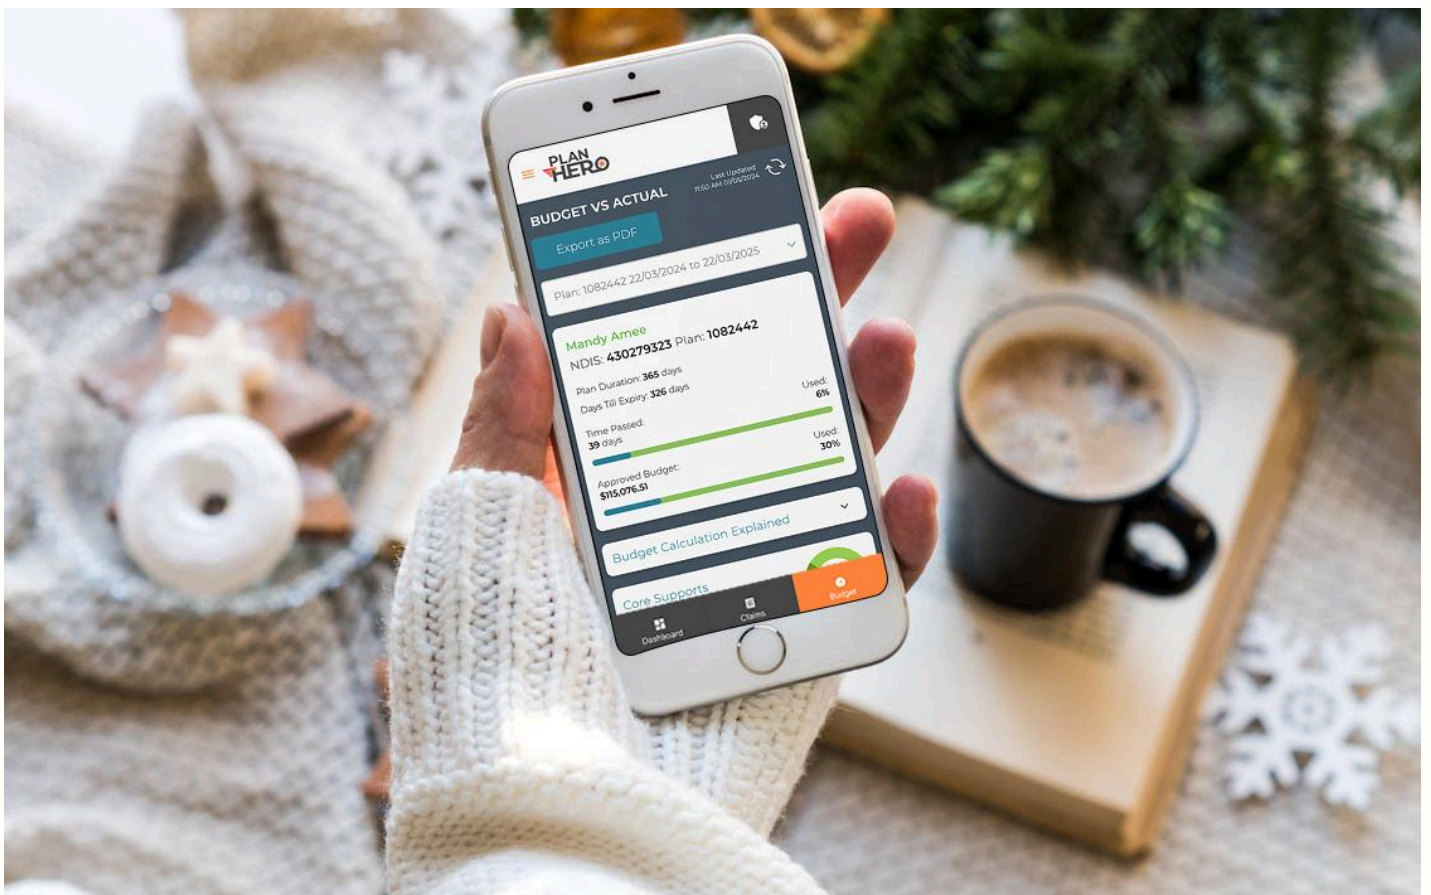 PLAN
HERO
BUDGET VS ACTUAL
Last Updated
11:50 AM 01/05/2024
Export as PDF
Plan: 1082442 22/03/2024 to 22/03/2025
Mandy Amee
NDIS: 430279323 Plan: 1082442
Plan Duration: 365 days
Days Till Expiry: 326 days
Time Passed:
39 days
Used:
6%
Approved Budget:
$115,076.51
Used:
30%
Budget Calculation Explained
Core Supports
Dashboard
Claims
Budget